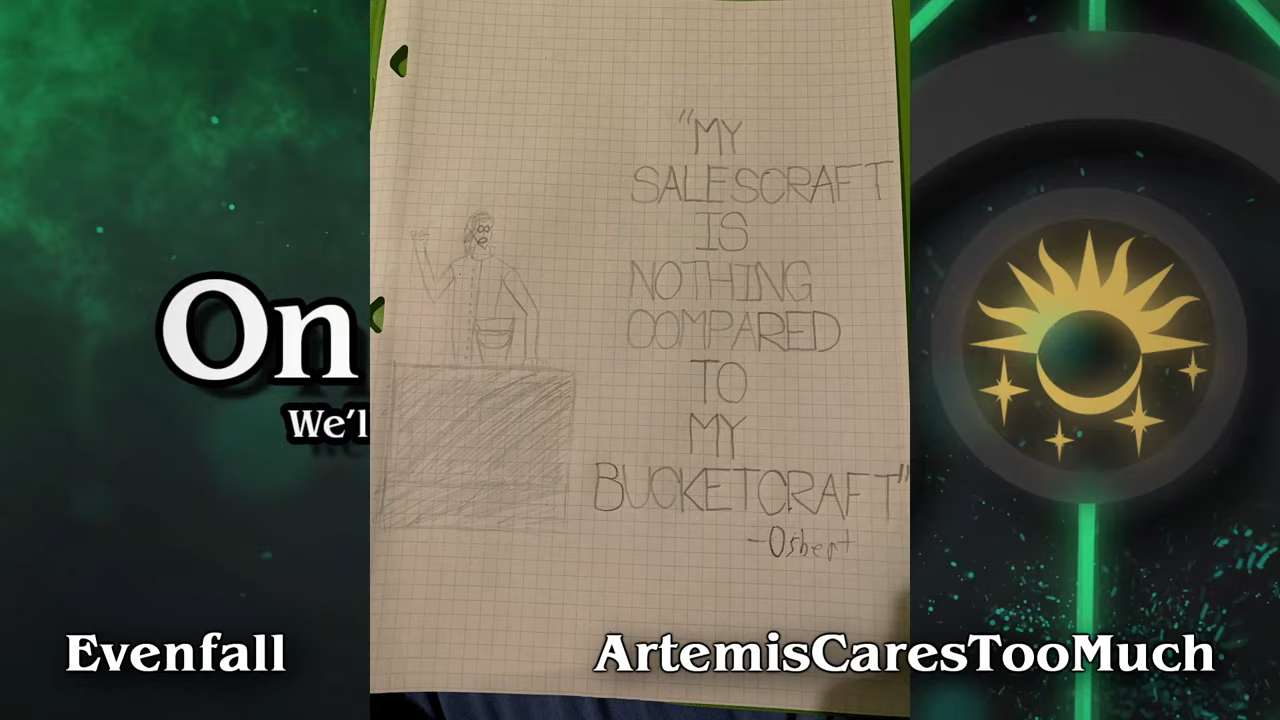 On
We'l
"MY
SALESCRAFT
IS
NOTHING
COMPARED
TO
MY
BUCKETCRAFT"
-Osbert
Evenfall
ArtemisCaresTooMuch